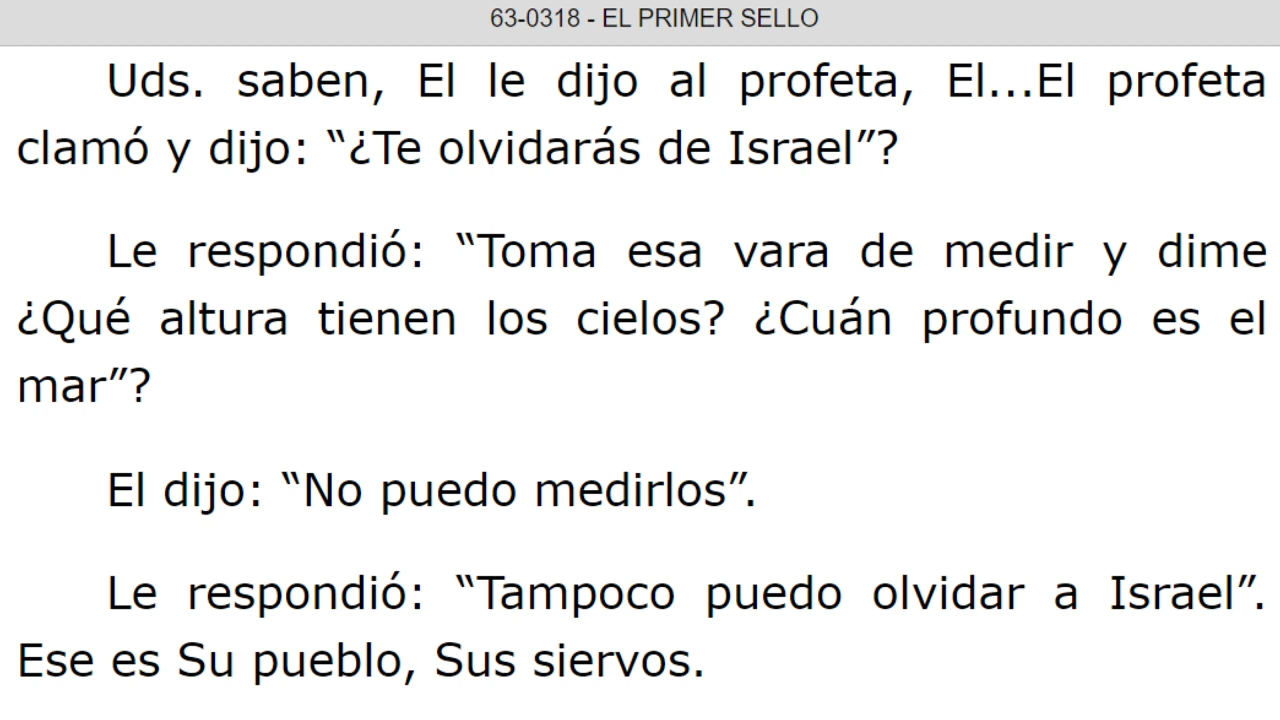 63-0318 - EL PRIMER SELLO
Uds. saben, El le dijo al profeta, El...El profeta
clamó y dijo: “¿Te olvidarás de Israel”?
Le respondió: “Toma esa vara de medir y dime
¿Qué altura tienen los cielos? ¿Cuán profundo es el
mar”?
El dijo: “No puedo medirlos”.
Le respondió: “Tampoco puedo olvidar a Israel”.
Ese es Su pueblo, Sus siervos.